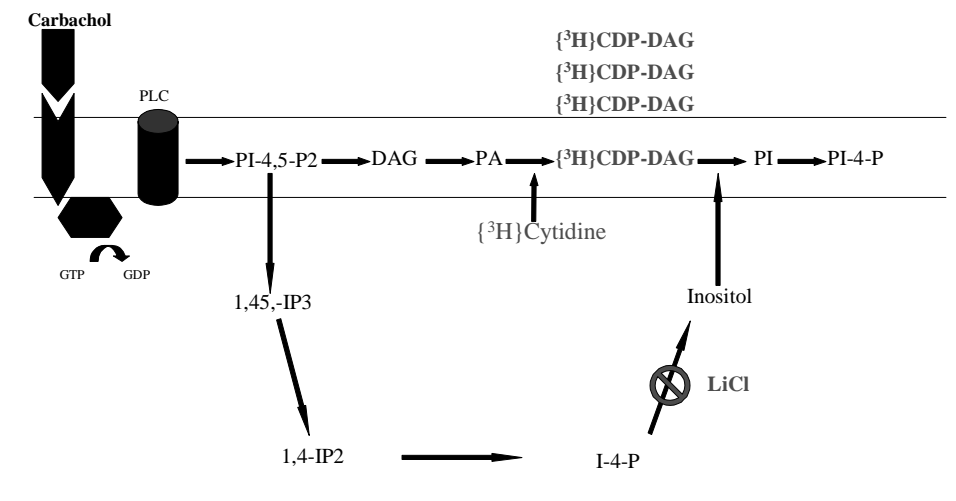 Carbachol
{³H}CDP-DAG
{³H}CDP-DAG
{³H}CDP-DAG
PLC
PI-4,5-P2
DAG
PA
{³H}CDP-DAG
PI
PI-4-P
{³H}Cytidine
GTP
GDP
1,45,-IP3
Inositol
LiCl
1,4-IP2
I-4-P